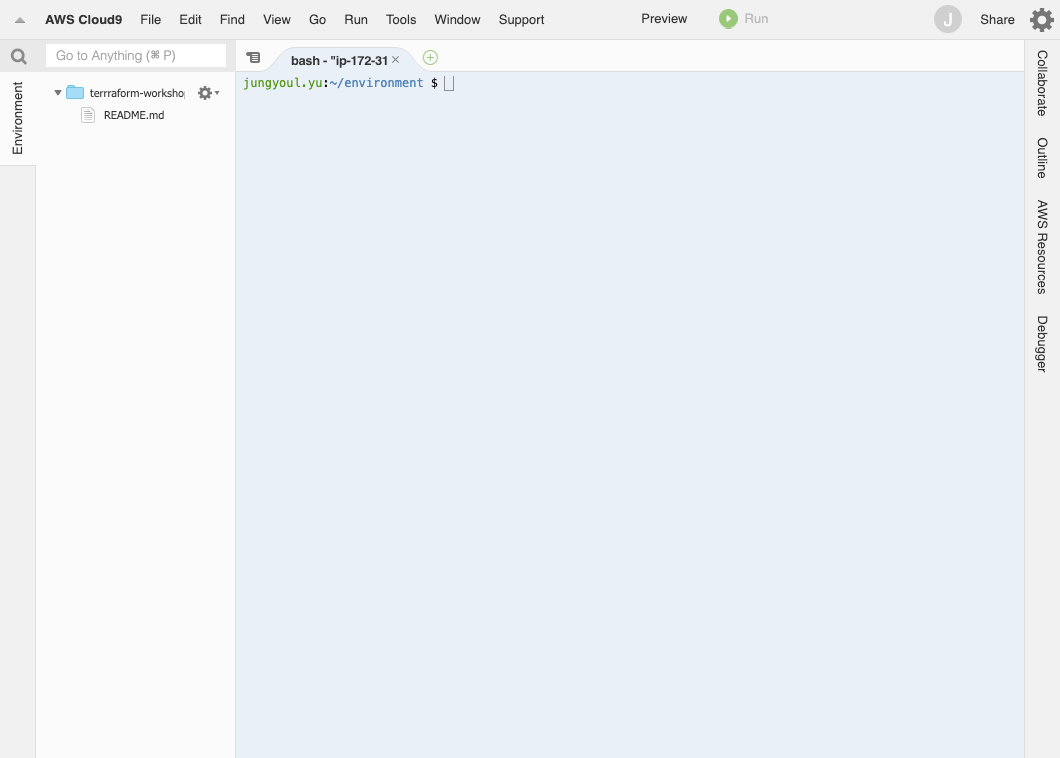 AWS Cloud9 File Edit Find View Go Run Tools Window Support Preview Run J Share
Go to Anything (⌘ P)
bash - "ip-172-31 ×
jungyoul.yu:~/environment $
terrraform-workshop
README.md
Environment
Collaborate
Outline
AWS Resources
Debugger